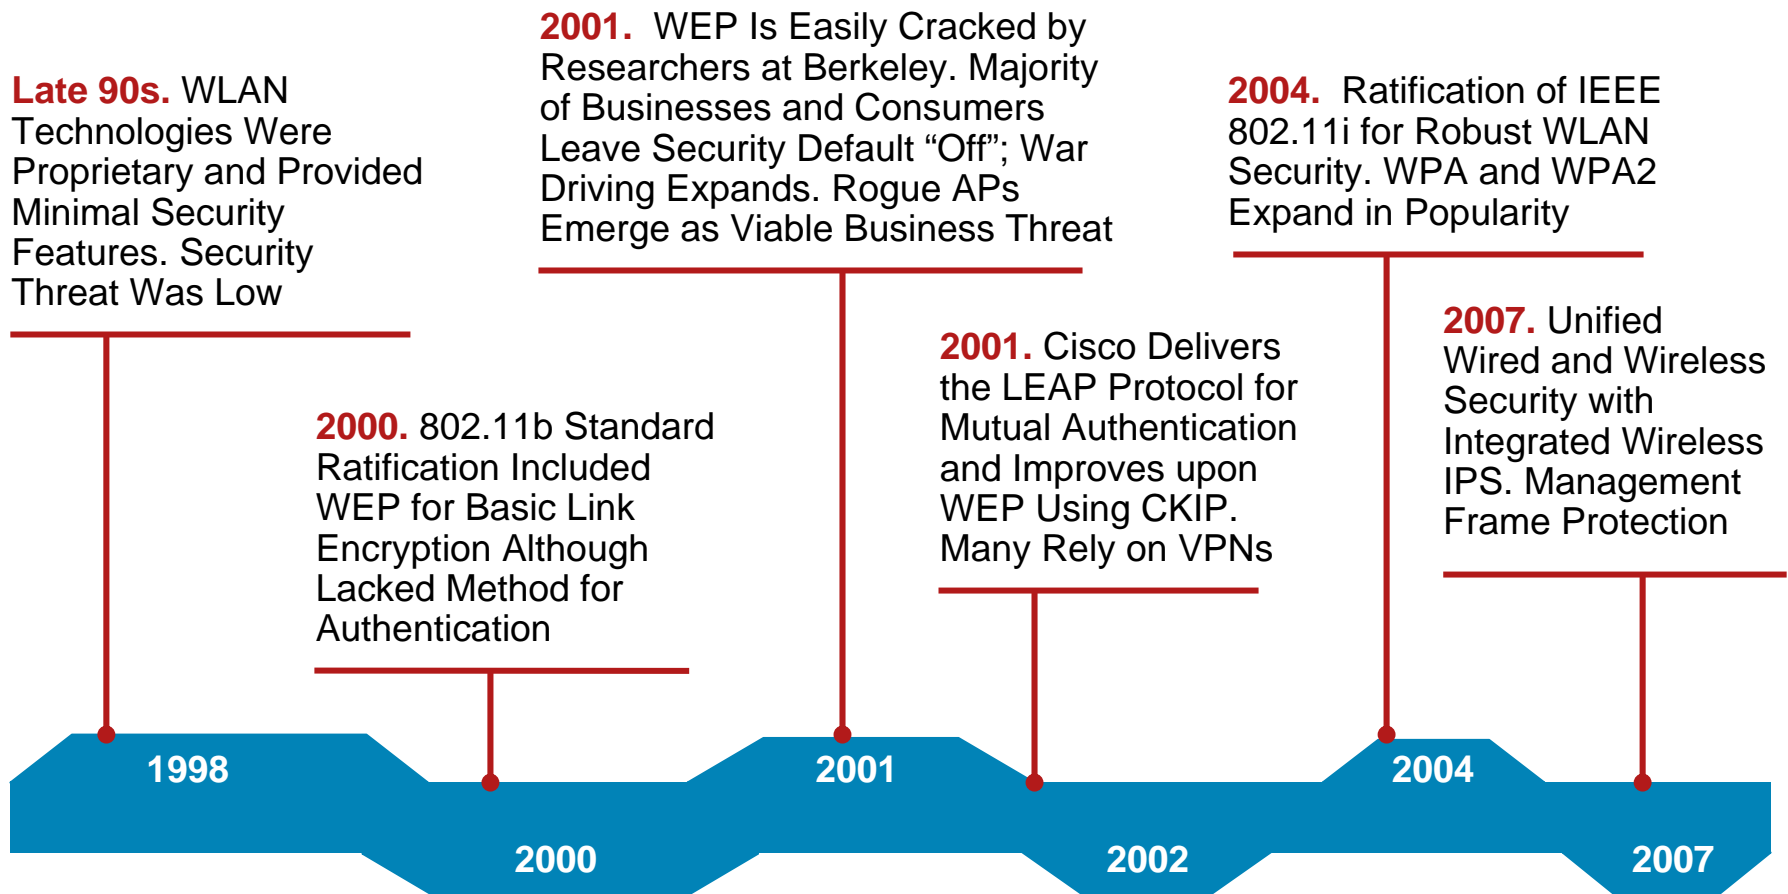 Late 90s. WLAN
Technologies Were
Proprietary and Provided
Minimal Security
Features. Security
Threat Was Low
2000. 802.11b Standard
Ratification Included
WEP for Basic Link
Encryption Although
Lacked Method for
Authentication
2001.  WEP Is Easily Cracked by
Researchers at Berkeley. Majority
of Businesses and Consumers
Leave Security Default “Off”; War
Driving Expands. Rogue APs
Emerge as Viable Business Threat
2001. Cisco Delivers
the LEAP Protocol for
Mutual Authentication
and Improves upon
WEP Using CKIP.
Many Rely on VPNs
2004.  Ratification of IEEE
802.11i for Robust WLAN
Security. WPA and WPA2
Expand in Popularity
2007. Unified
Wired and Wireless
Security with
Integrated Wireless
IPS. Management
Frame Protection
1998
2000
2001
2002
2004
2007